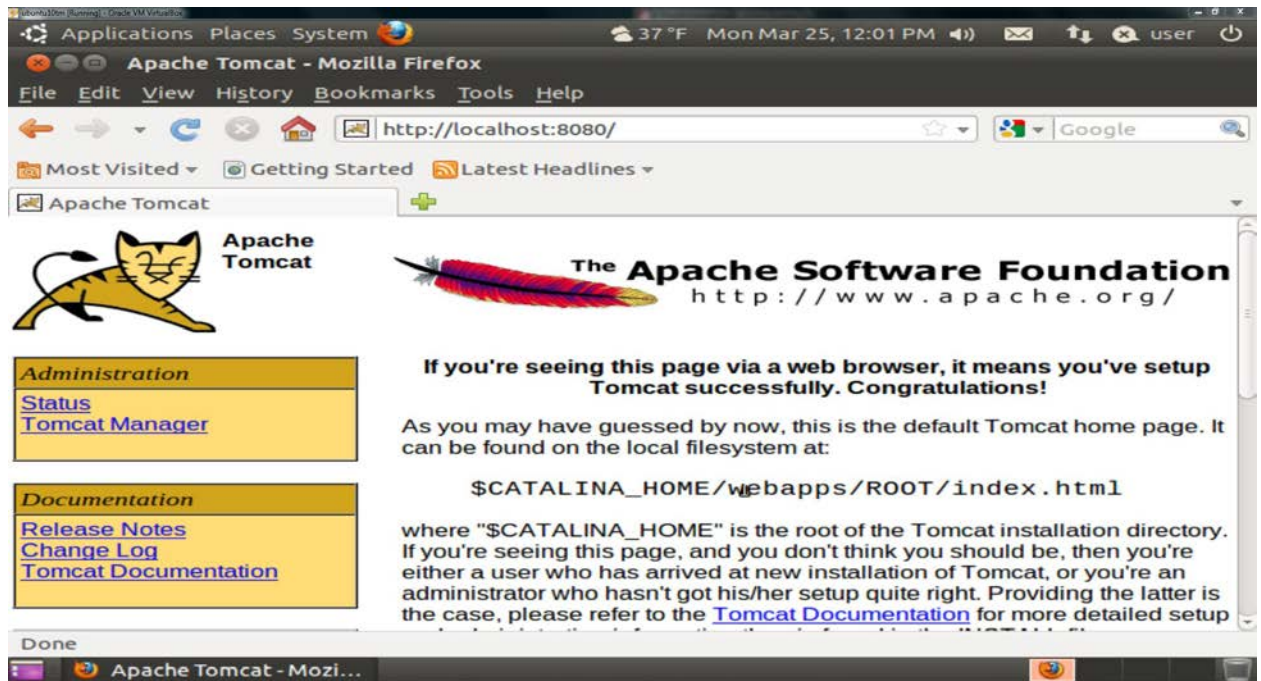 ubuntu10tm [Running] - Oracle VM VirtualBox
Applications Places System 37 °F Mon Mar 25, 12:01 PM user
Apache Tomcat - Mozilla Firefox
File Edit View History Bookmarks Tools Help
http://localhost:8080/ Google
Most Visited Getting Started Latest Headlines
Apache Tomcat
Apache
Tomcat
The Apache Software Foundation
http://www.apache.org/
Administration
Status
Tomcat Manager
Documentation
Release Notes
Change Log
Tomcat Documentation
If you're seeing this page via a web browser, it means you've setup
Tomcat successfully. Congratulations!
As you may have guessed by now, this is the default Tomcat home page. It
can be found on the local filesystem at:
$CATALINA_HOME/webapps/ROOT/index.html
where "$CATALINA_HOME" is the root of the Tomcat installation directory.
If you're seeing this page, and you don't think you should be, then you're
either a user who has arrived at new installation of Tomcat, or you're an
administrator who hasn't got his/her setup quite right. Providing the latter is
the case, please refer to the Tomcat Documentation for more detailed setup
Done
Apache Tomcat - Mozi...